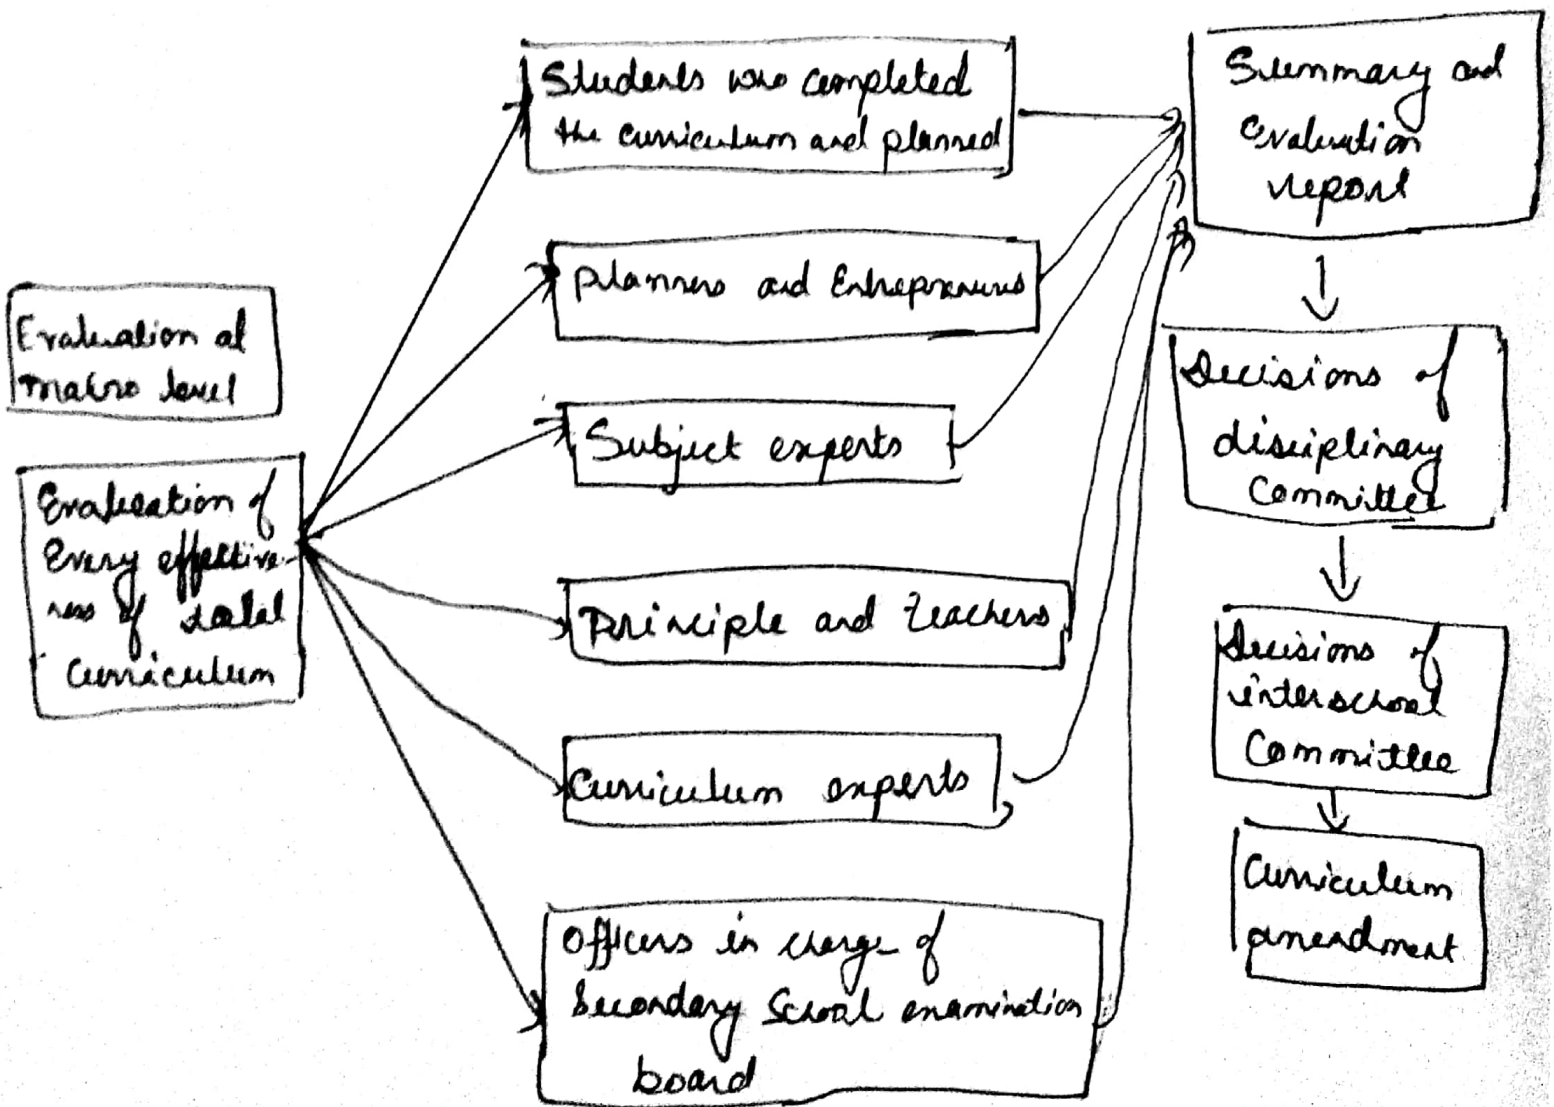 Evaluation at
macro level
Evaluation of
Every effective
ness of
curriculum
Students who completed
the curriculum and planned
Planners and Entreprenures
Subject experts
Principle and teachers
Curriculum experts
Officers in charge of
Secondary School examination
board
Summary and
evaluation
report
Decisions of
disciplinary
Committee
Decisions of
interschool
Committee
Curriculum
amendment